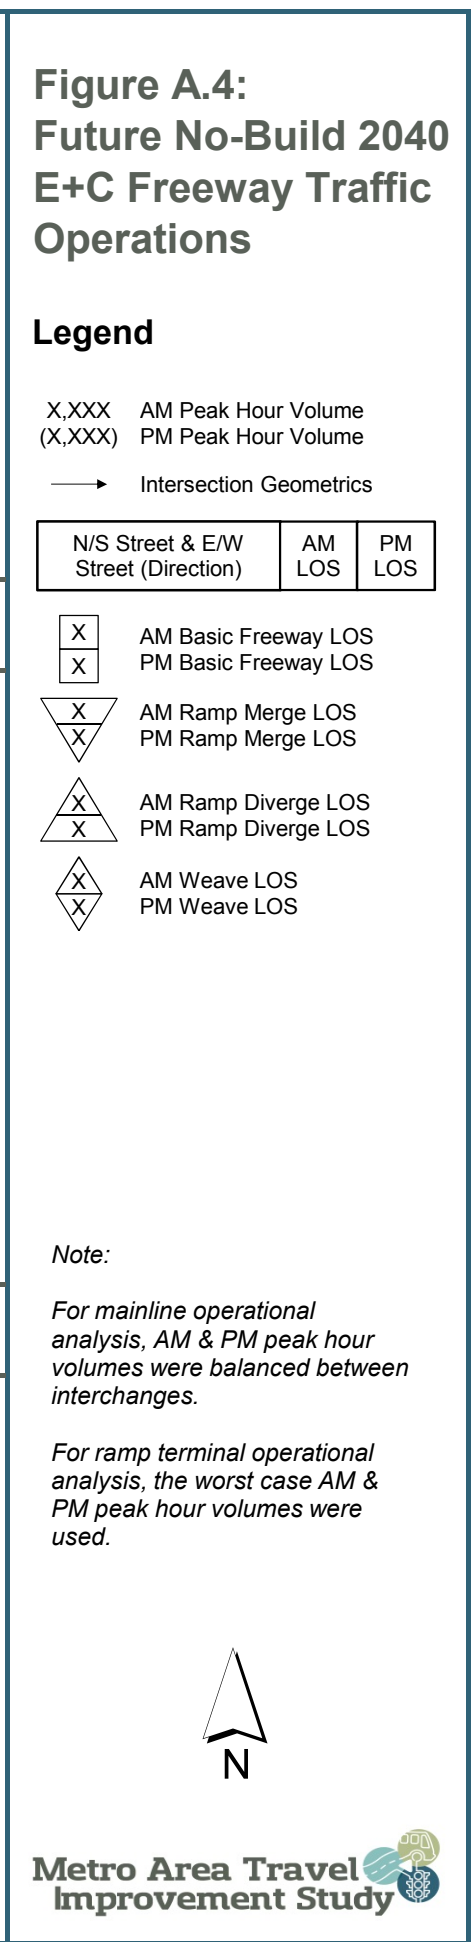 Figure A.4:
Future No-Build 2040
E+C Freeway Traffic
Operations
Legend
X,XXX AM Peak Hour Volume
(X,XXX) PM Peak Hour Volume
Intersection Geometrics
N/S Street & E/W
Street (Direction)
AM
LOS
PM
LOS
X AM Basic Freeway LOS
X PM Basic Freeway LOS
X AM Ramp Merge LOS
X PM Ramp Merge LOS
X AM Ramp Diverge LOS
X PM Ramp Diverge LOS
X AM Weave LOS
X PM Weave LOS
Note:
For mainline operational
analysis, AM & PM peak hour
volumes were balanced between
interchanges.
For ramp terminal operational
analysis, the worst case AM &
PM peak hour volumes were
used.
N
Metro Area Travel
Improvement Study